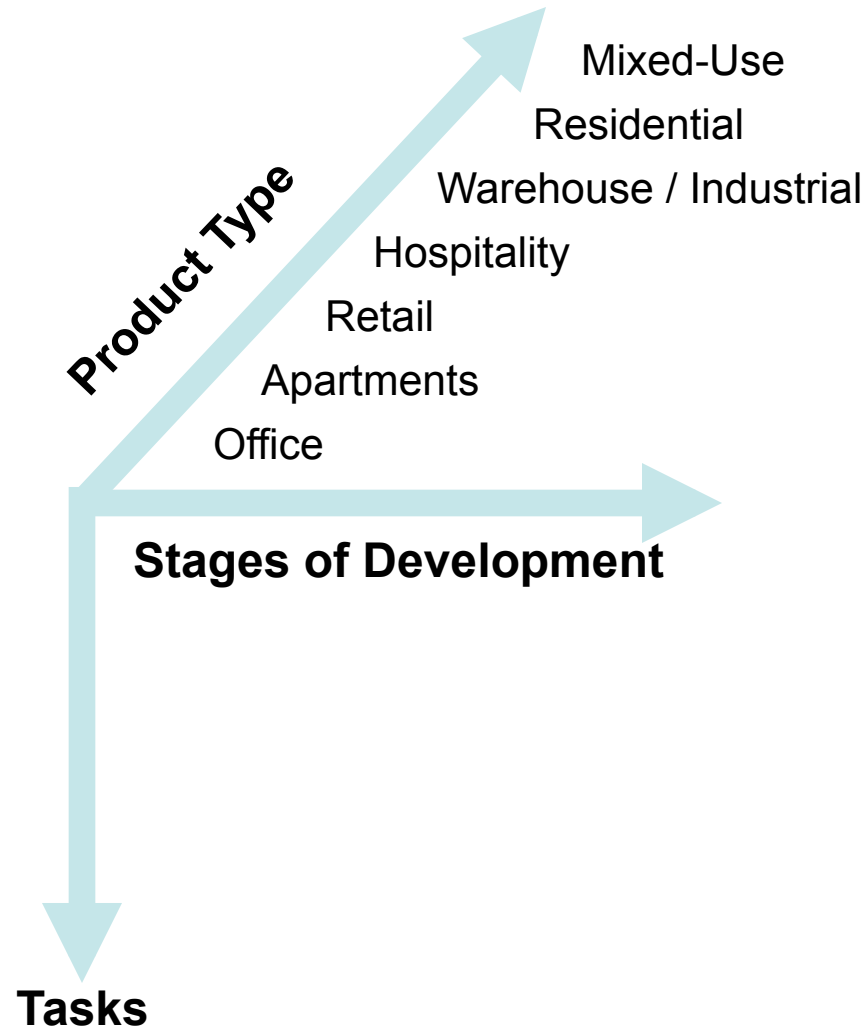 Mixed-Use
Residential
Warehouse / Industrial
Hospitality
Retail
Apartments
Office
Product Type
Stages of Development
Tasks